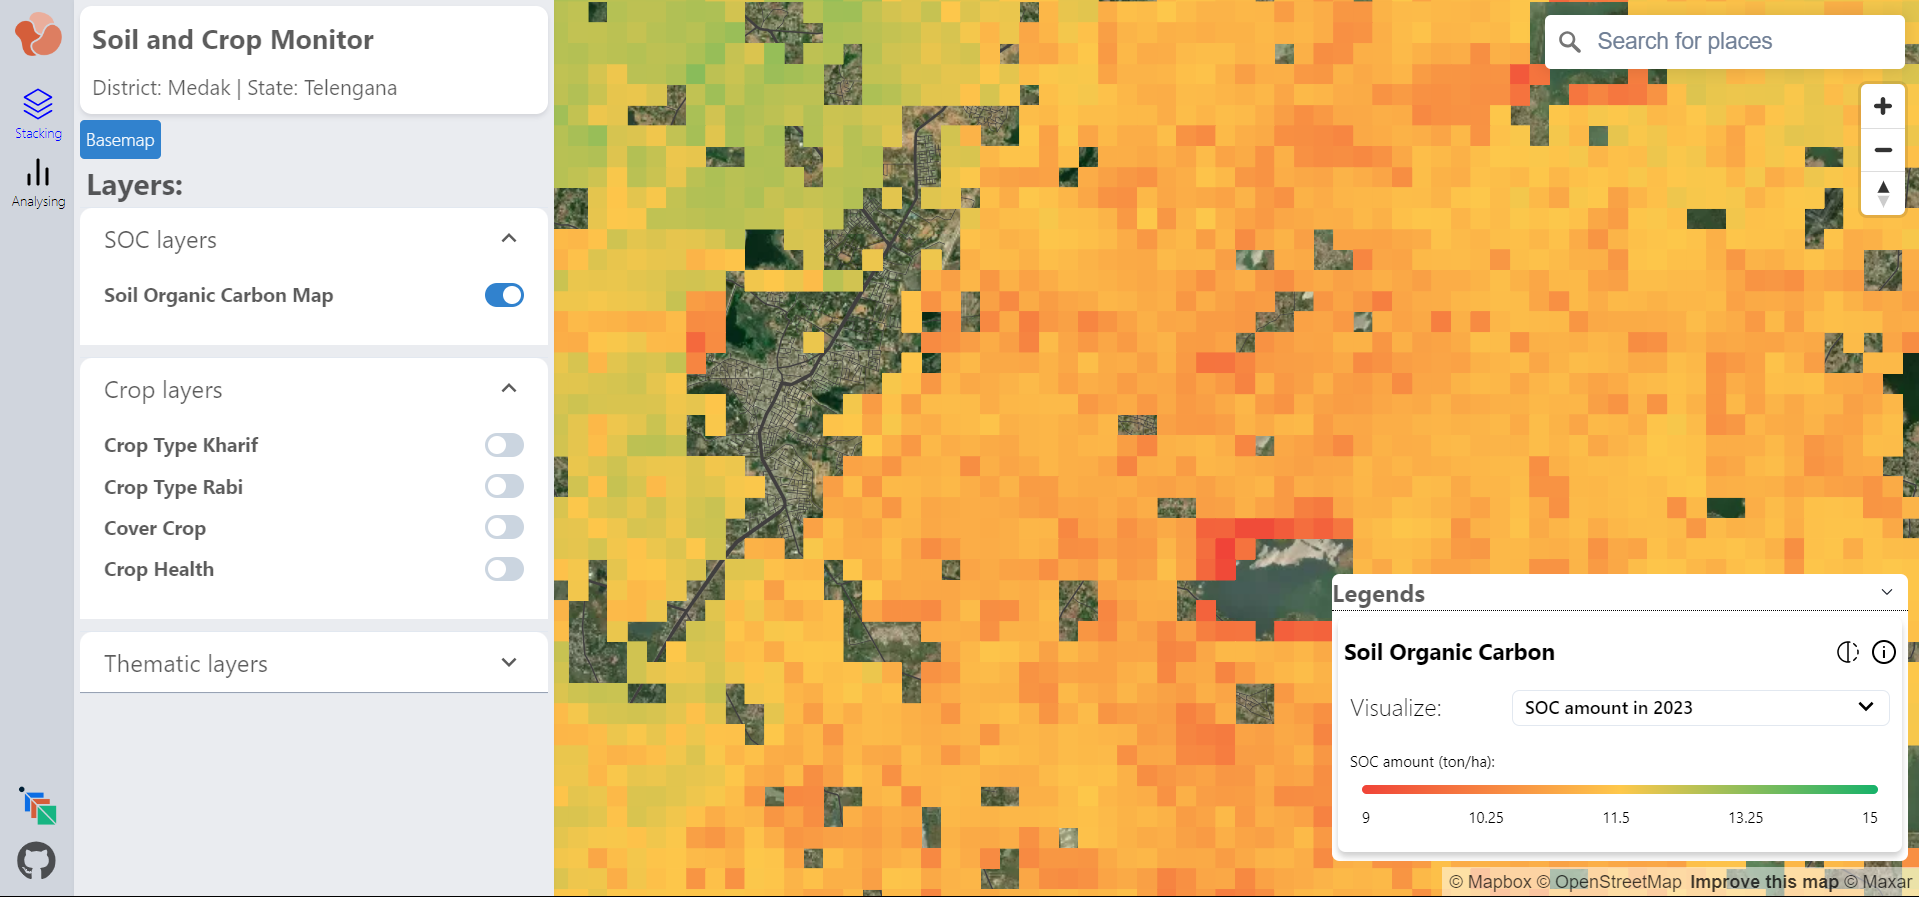 Soil and Crop Monitor
District: Medak | State: Telengana
Stacking
Basemap
Analysing
Layers:
SOC layers
Soil Organic Carbon Map
Crop layers
Crop Type Kharif
Crop Type Rabi
Cover Crop
Crop Health
Thematic layers
Search for places
Legends
Soil Organic Carbon
Visualize:
SOC amount in 2023
SOC amount (ton/ha):
9 10.25 11.5 13.25 15
© Mapbox © OpenStreetMap Improve this map © Maxar